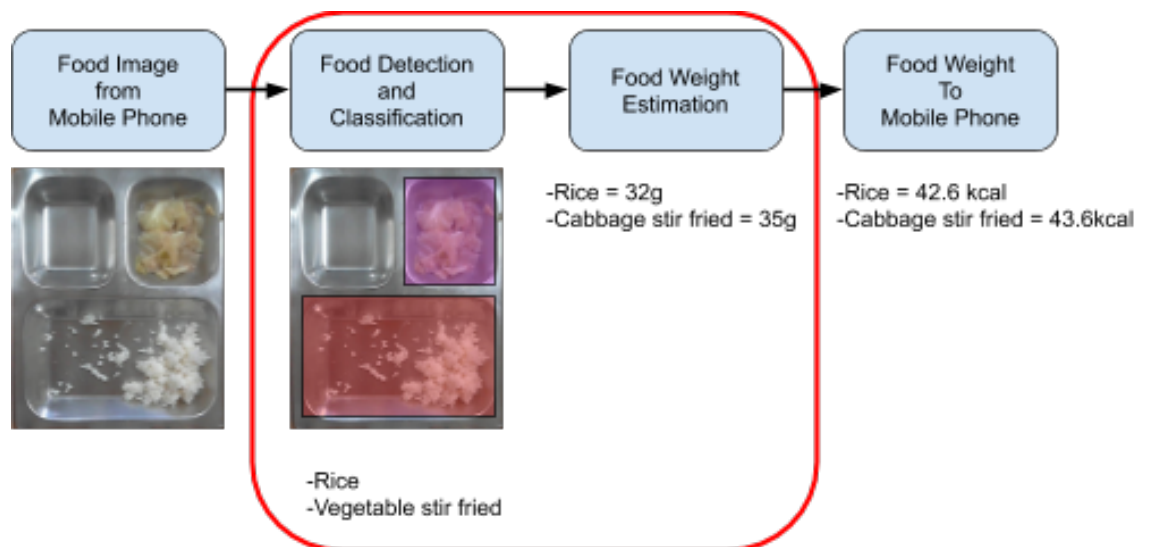 Food Image
from
Mobile Phone
Food Detection
and
Classification
Food Weight
Estimation
Food Weight
To
Mobile Phone
-Rice = 32g
-Cabbage stir fried = 35g
-Rice = 42.6 kcal
-Cabbage stir fried = 43.6kcal
-Rice
-Vegetable stir fried